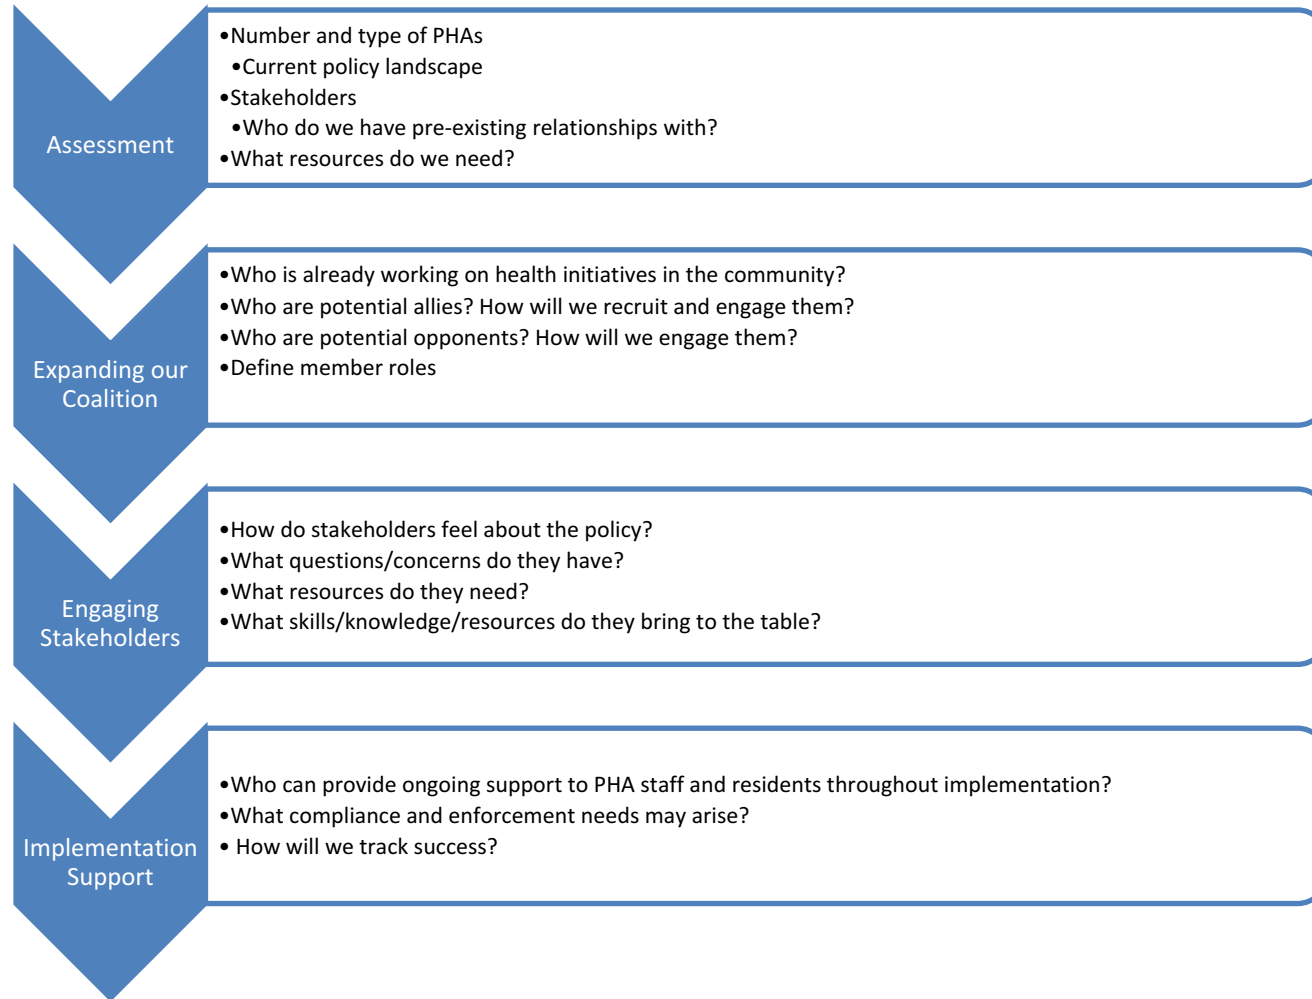 Assessment
•Number and type of PHAs
•Current policy landscape
•Stakeholders
•Who do we have pre-existing relationships with?
•What resources do we need?
Expanding our
Coalition
•Who is already working on health initiatives in the community?
•Who are potential allies? How will we recruit and engage them?
•Who are potential opponents? How will we engage them?
•Define member roles
Engaging
Stakeholders
•How do stakeholders feel about the policy?
•What questions/concerns do they have?
•What resources do they need?
•What skills/knowledge/resources do they bring to the table?
Implementation
Support
•Who can provide ongoing support to PHA staff and residents throughout implementation?
•What compliance and enforcement needs may arise?
• How will we track success?